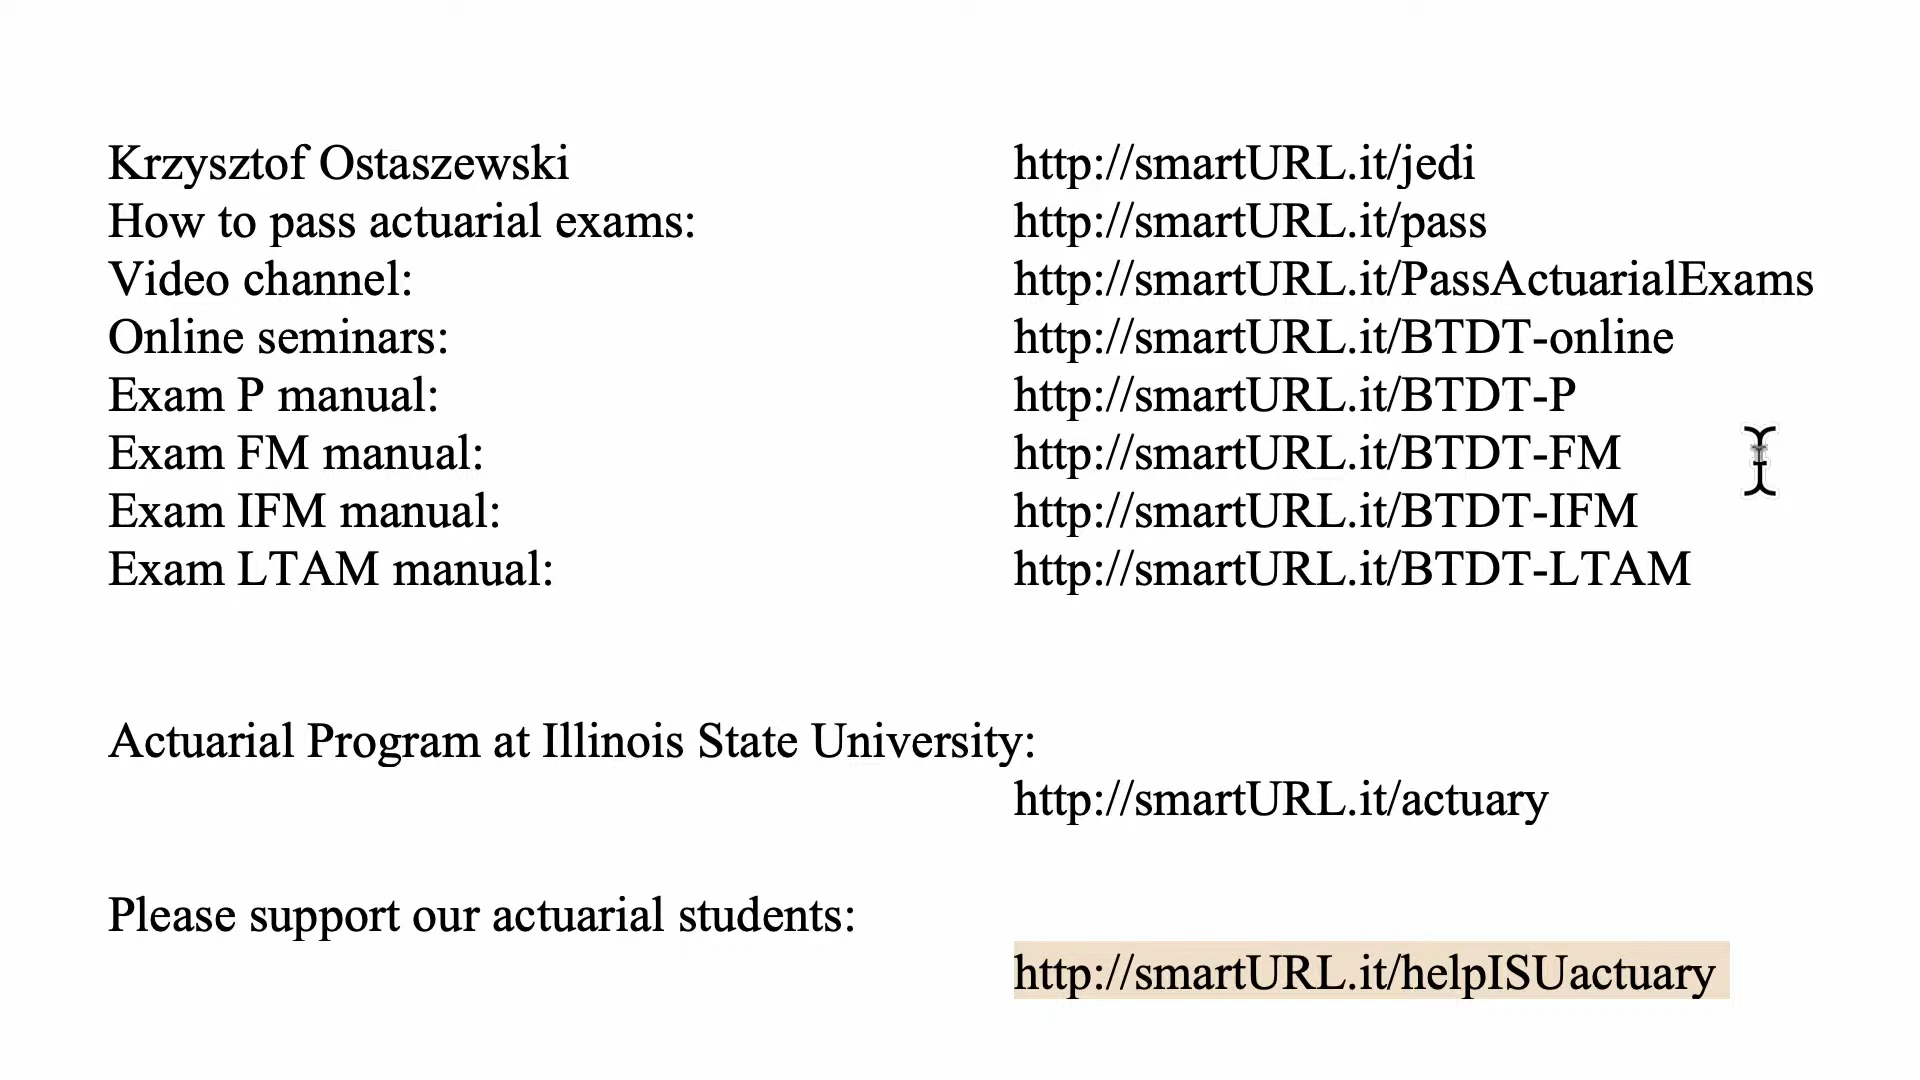 Krzysztof Ostaszewski http://smartURL.it/jedi
How to pass actuarial exams: http://smartURL.it/pass
Video channel: http://smartURL.it/PassActuarialExams
Online seminars: http://smartURL.it/BTDT-online
Exam P manual: http://smartURL.it/BTDT-P
Exam FM manual: http://smartURL.it/BTDT-FM
Exam IFM manual: http://smartURL.it/BTDT-IFM
Exam LTAM manual: http://smartURL.it/BTDT-LTAM
Actuarial Program at Illinois State University:
http://smartURL.it/actuary
Please support our actuarial students:
http://smartURL.it/helpISUactuary